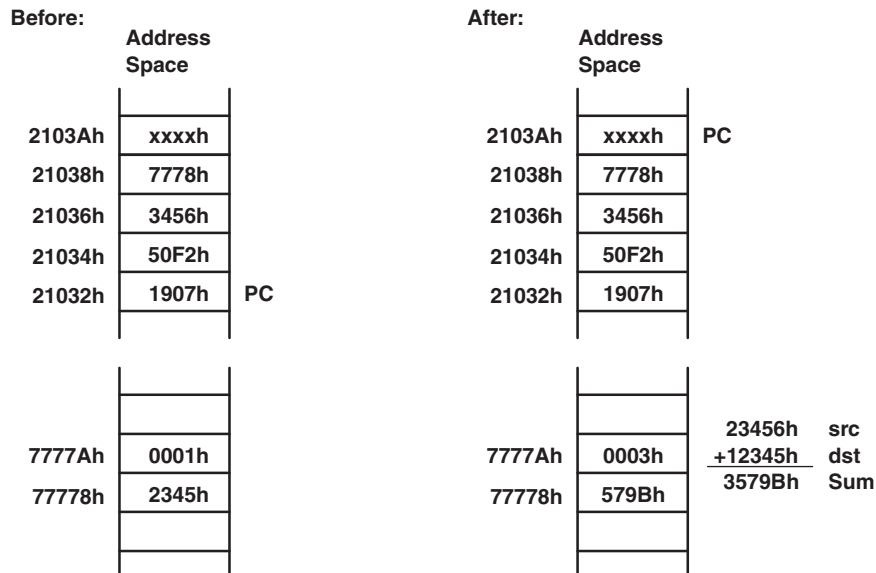 Before:
Address
Space
2103Ah xxxxh
21038h 7778h
21036h 3456h
21034h 50F2h
21032h 1907h PC
7777Ah 0001h
77778h 2345h
After:
Address
Space
2103Ah xxxxh PC
21038h 7778h
21036h 3456h
21034h 50F2h
21032h 1907h
7777Ah 0003h
77778h 579Bh
23456h src
+12345h dst
3579Bh Sum